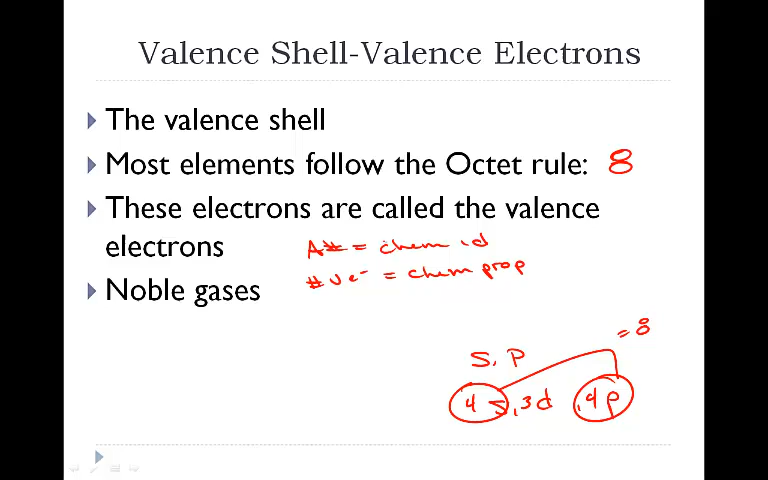 Valence Shell-Valence Electrons
The valence shell
Most elements follow the Octet rule: 8
These electrons are called the valence
electrons
A# = chem id
# ve⁻ = chem prop
Noble gases
= 8
s, p
4s, 3d, 4p